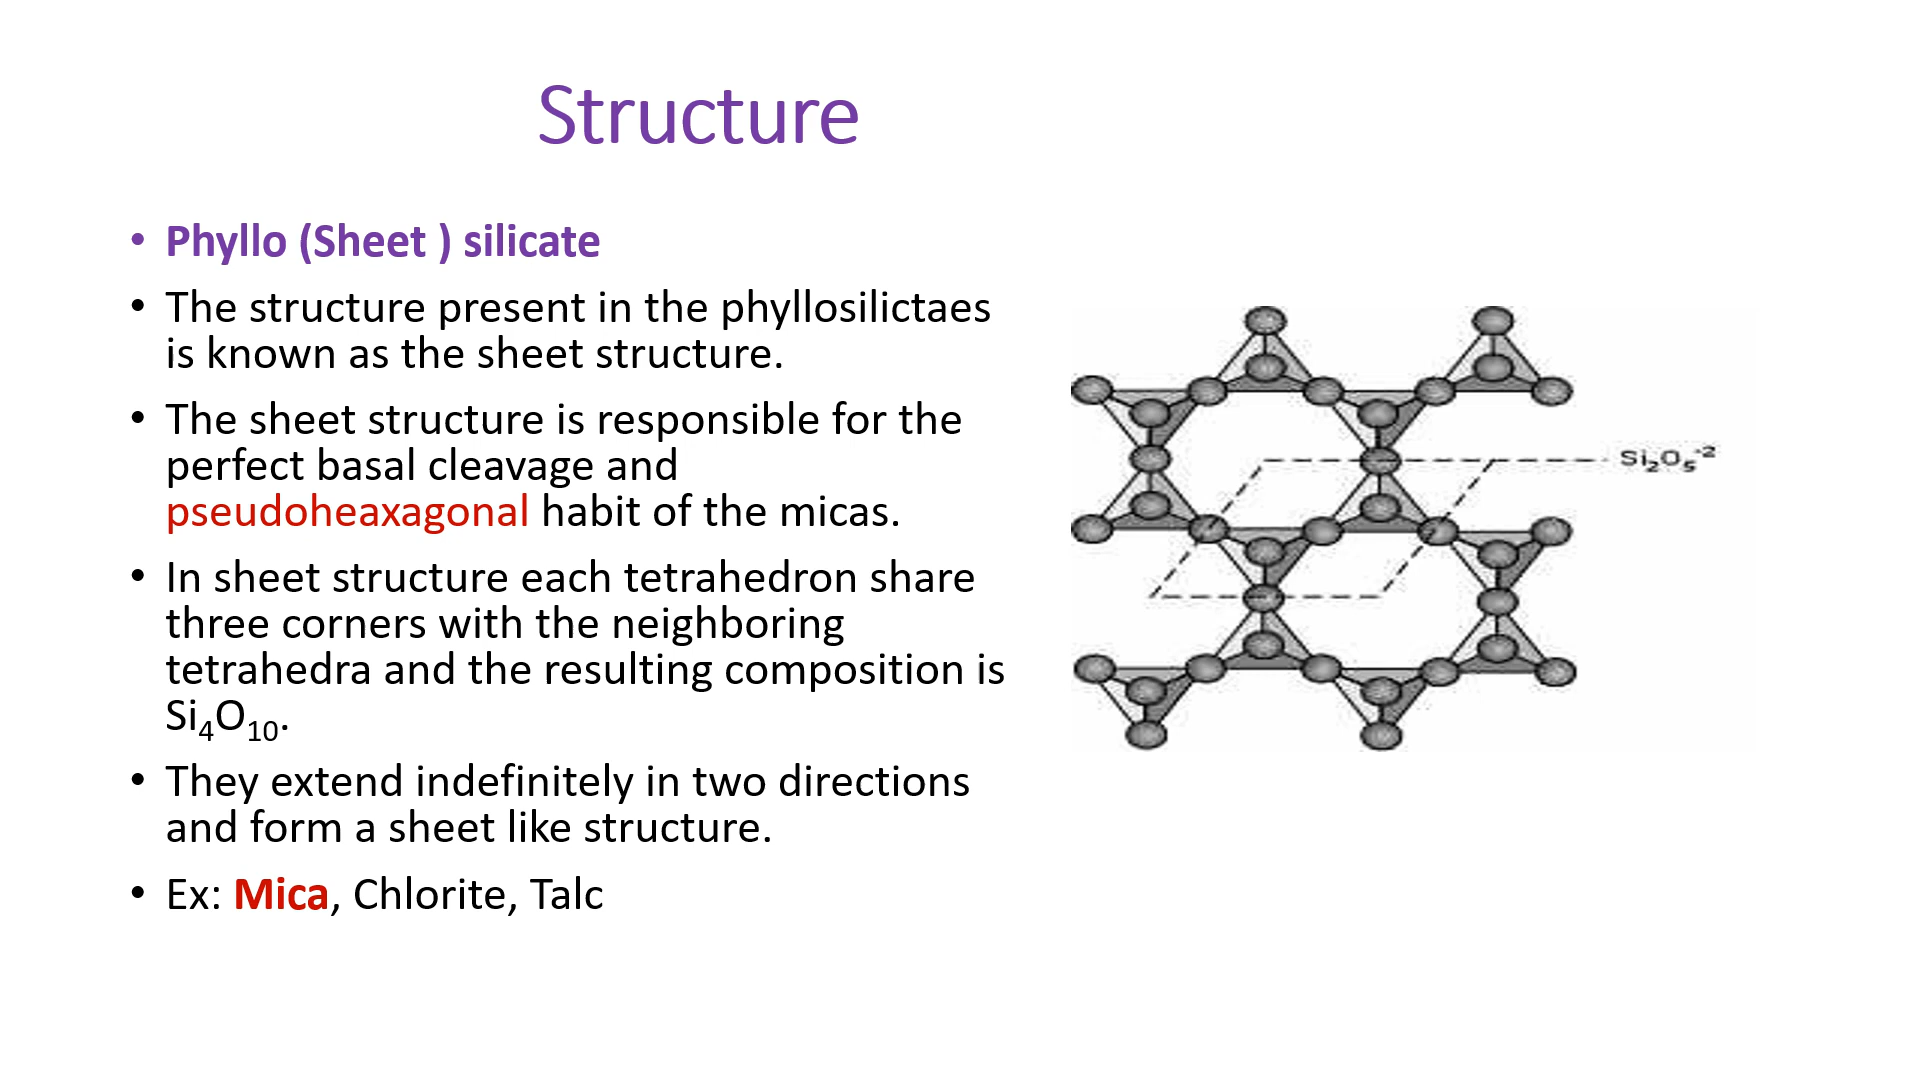 Structure
• Phyllo (Sheet ) silicate
• The structure present in the phyllosilictaes
is known as the sheet structure.
• The sheet structure is responsible for the
perfect basal cleavage and
pseudoheaxagonal habit of the micas.
• In sheet structure each tetrahedron share
three corners with the neighboring
tetrahedra and the resulting composition is
Si₄O₁₀.
• They extend indefinitely in two directions
and form a sheet like structure.
• Ex: Mica, Chlorite, Talc
Si₂O₅⁻²